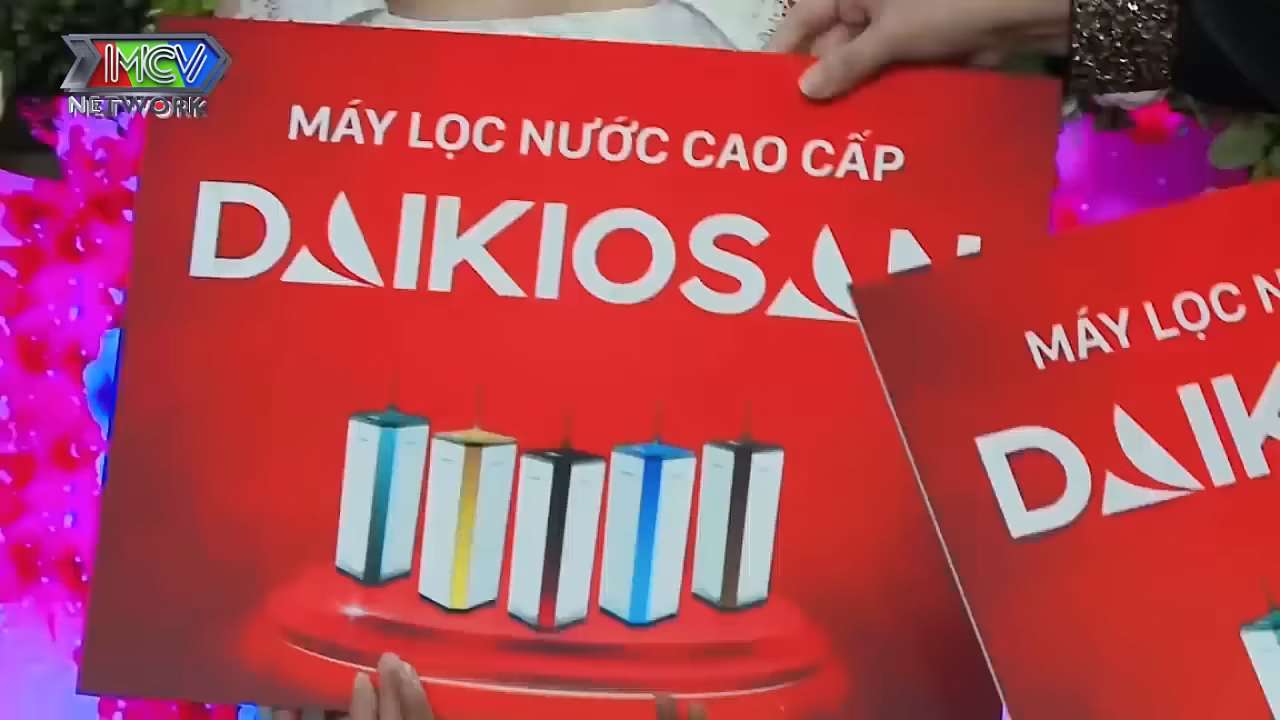 MCV
NETWORK
MÁY LỌC NƯỚC CAO CẤP
DAIKIOSAN
MÁY LỌC N
DAIK